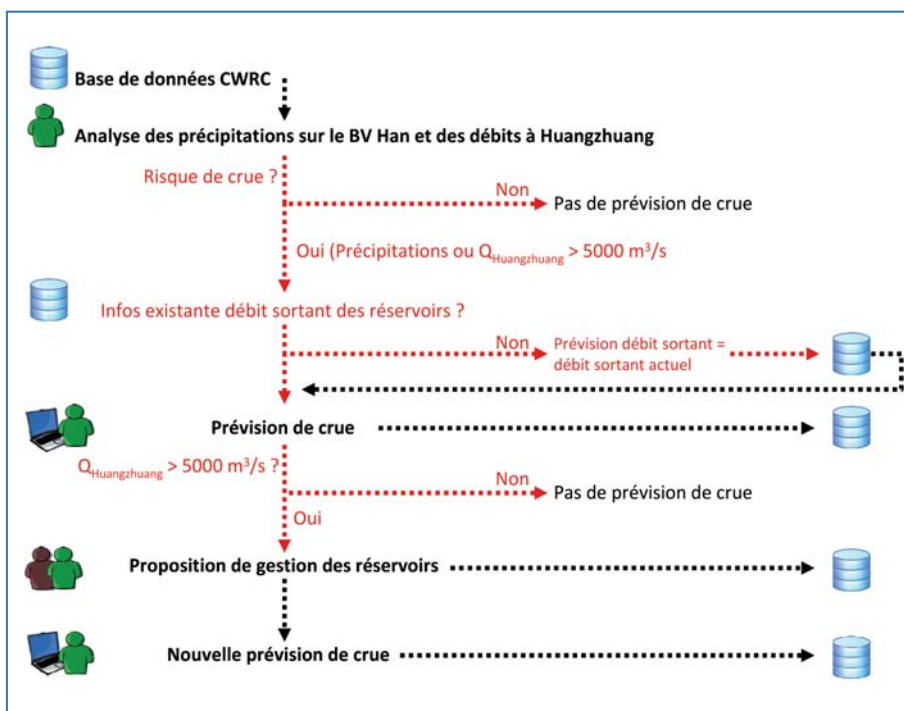 Base de données CWRC
Analyse des précipitations sur le BV Han et des débits à Huangzhuang
Risque de crue ?
Non
Pas de prévision de crue
Oui (Précipitations ou Q_Huangzhuang > 5000 m³/s
Infos existante débit sortant des réservoirs ?
Non
Prévision débit sortant =
débit sortant actuel
Prévision de crue
Q_Huangzhuang > 5000 m³/s ?
Non
Pas de prévision de crue
Oui
Proposition de gestion des réservoirs
Nouvelle prévision de crue